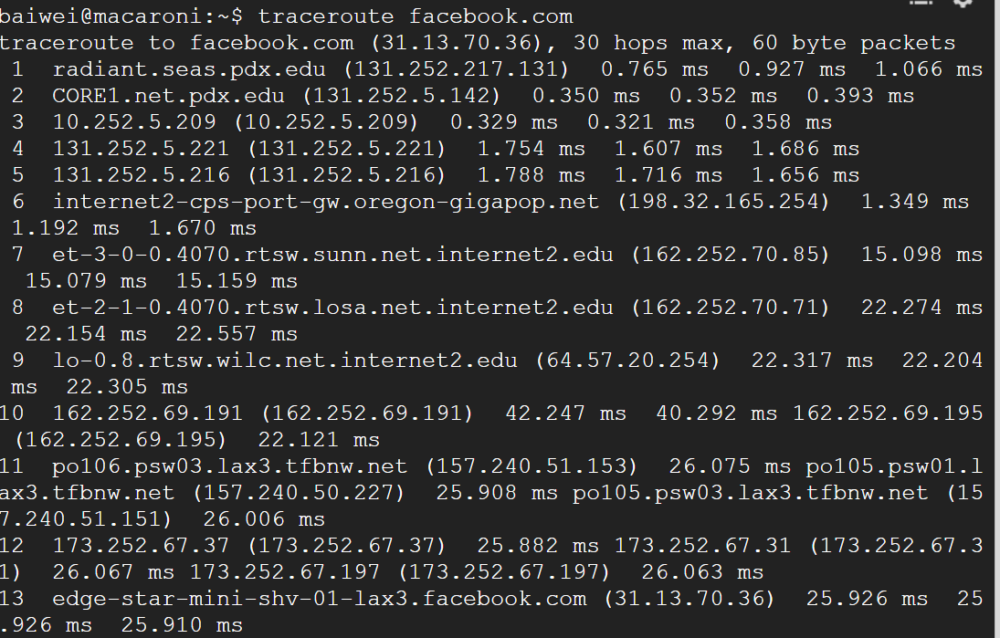 baiwei@macaroni:~$ traceroute facebook.com
traceroute to facebook.com (31.13.70.36), 30 hops max, 60 byte packets
 1  radiant.seas.pdx.edu (131.252.217.131)  0.765 ms  0.927 ms  1.066 ms
 2  CORE1.net.pdx.edu (131.252.5.142)  0.350 ms  0.352 ms  0.393 ms
 3  10.252.5.209 (10.252.5.209)  0.329 ms  0.321 ms  0.358 ms
 4  131.252.5.221 (131.252.5.221)  1.754 ms  1.607 ms  1.686 ms
 5  131.252.5.216 (131.252.5.216)  1.788 ms  1.716 ms  1.656 ms
 6  internet2-cps-port-gw.oregon-gigapop.net (198.32.165.254)  1.349 ms
 1.192 ms  1.670 ms
 7  et-3-0-0.4070.rtsw.sunn.net.internet2.edu (162.252.70.85)  15.098 ms
  15.079 ms  15.159 ms
 8  et-2-1-0.4070.rtsw.losa.net.internet2.edu (162.252.70.71)  22.274 ms
  22.154 ms  22.557 ms
 9  lo-0.8.rtsw.wilc.net.internet2.edu (64.57.20.254)  22.317 ms  22.204
 ms  22.305 ms
10  162.252.69.191 (162.252.69.191)  42.247 ms  40.292 ms 162.252.69.195
 (162.252.69.195)  22.121 ms
11  po106.psw03.lax3.tfbnw.net (157.240.51.153)  26.075 ms po105.psw01.l
ax3.tfbnw.net (157.240.50.227)  25.908 ms po105.psw03.lax3.tfbnw.net (15
7.240.51.151)  26.006 ms
12  173.252.67.37 (173.252.67.37)  25.882 ms 173.252.67.31 (173.252.67.3
1)  26.067 ms 173.252.67.197 (173.252.67.197)  26.063 ms
13  edge-star-mini-shv-01-lax3.facebook.com (31.13.70.36)  25.926 ms  25
.926 ms  25.910 ms